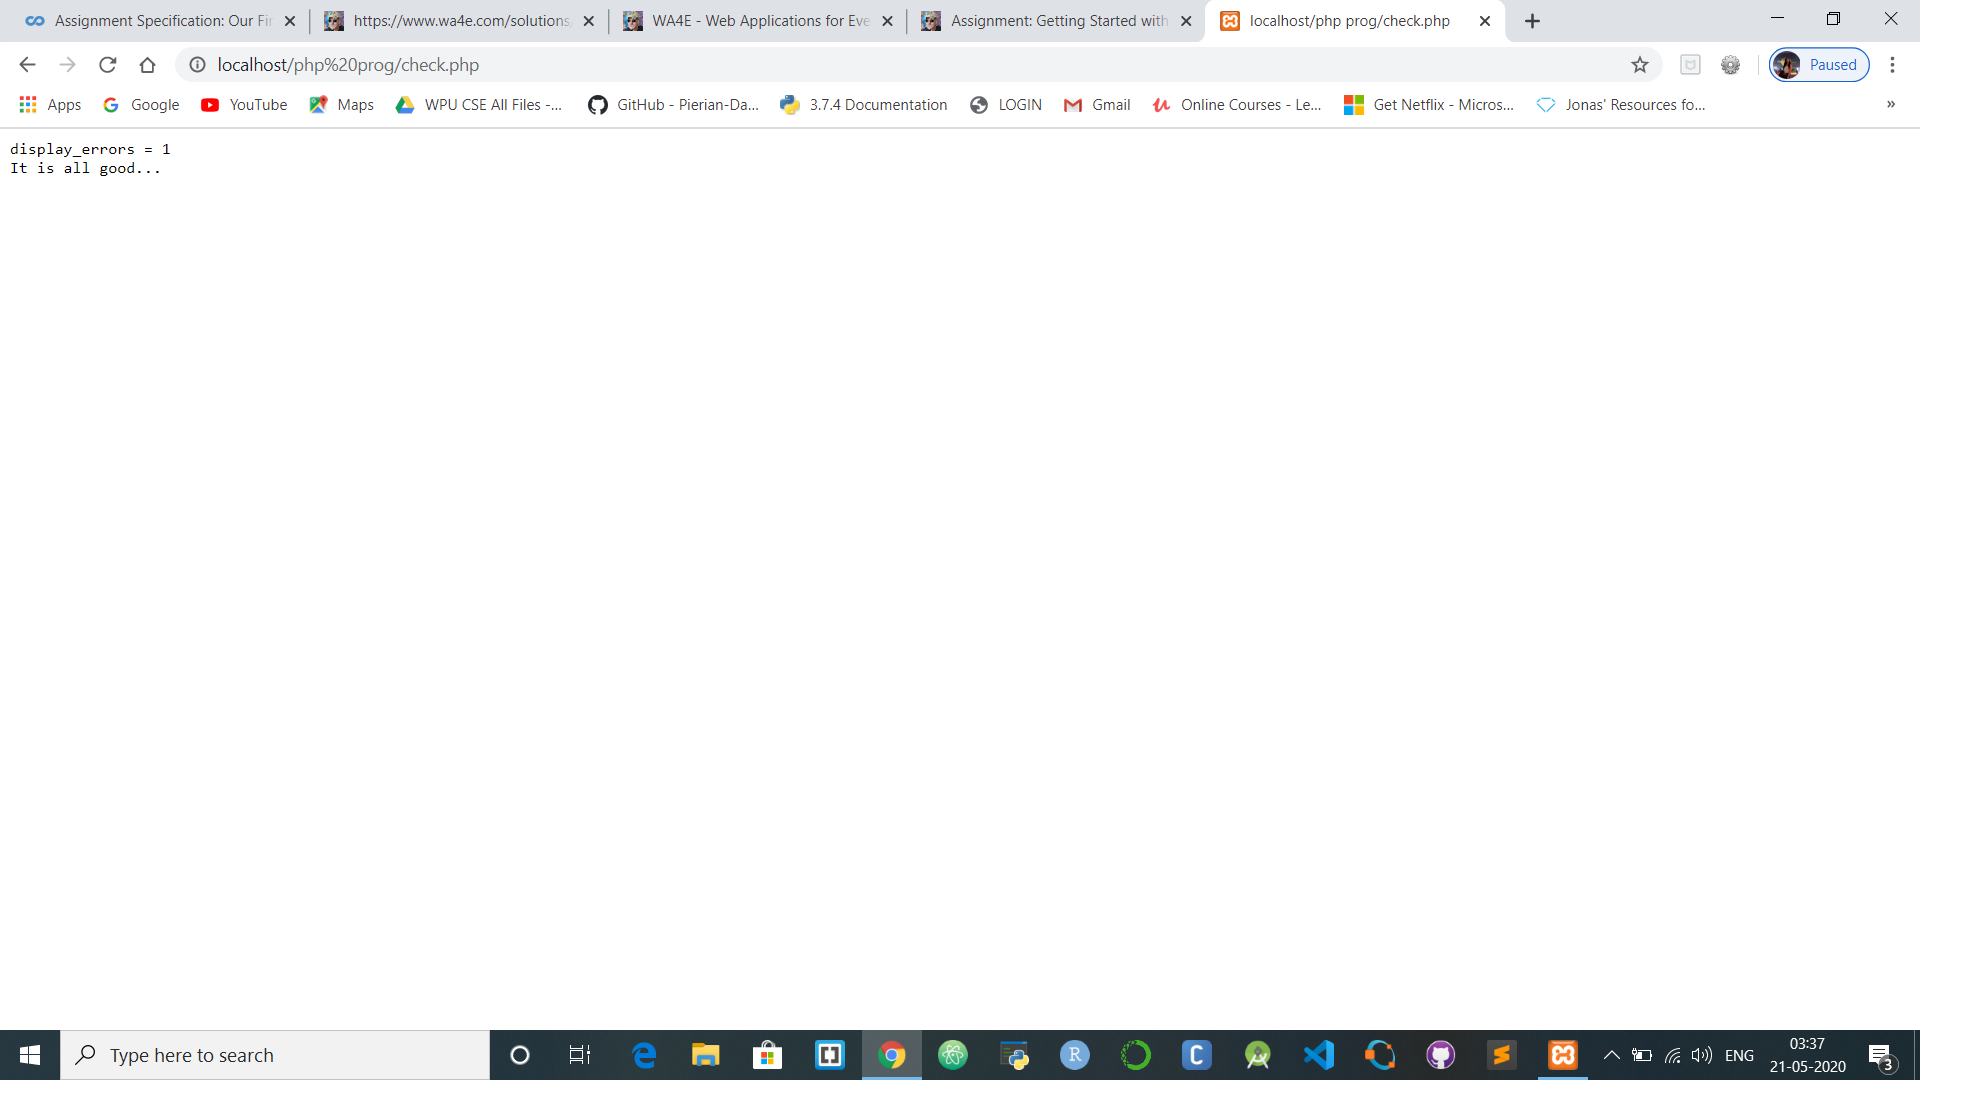 Assignment Specification: Our Fir
https://www.wa4e.com/solutions
WA4E - Web Applications for Eve
Assignment: Getting Started with
localhost/php prog/check.php
localhost/php%20prog/check.php
Paused
Apps
Google
YouTube
Maps
WPU CSE All Files -...
GitHub - Pierian-Da...
3.7.4 Documentation
LOGIN
Gmail
Online Courses - Le...
Get Netflix - Micros...
Jonas' Resources fo...
»
display_errors = 1
It is all good...
Type here to search
ENG
03:37
21-05-2020
3